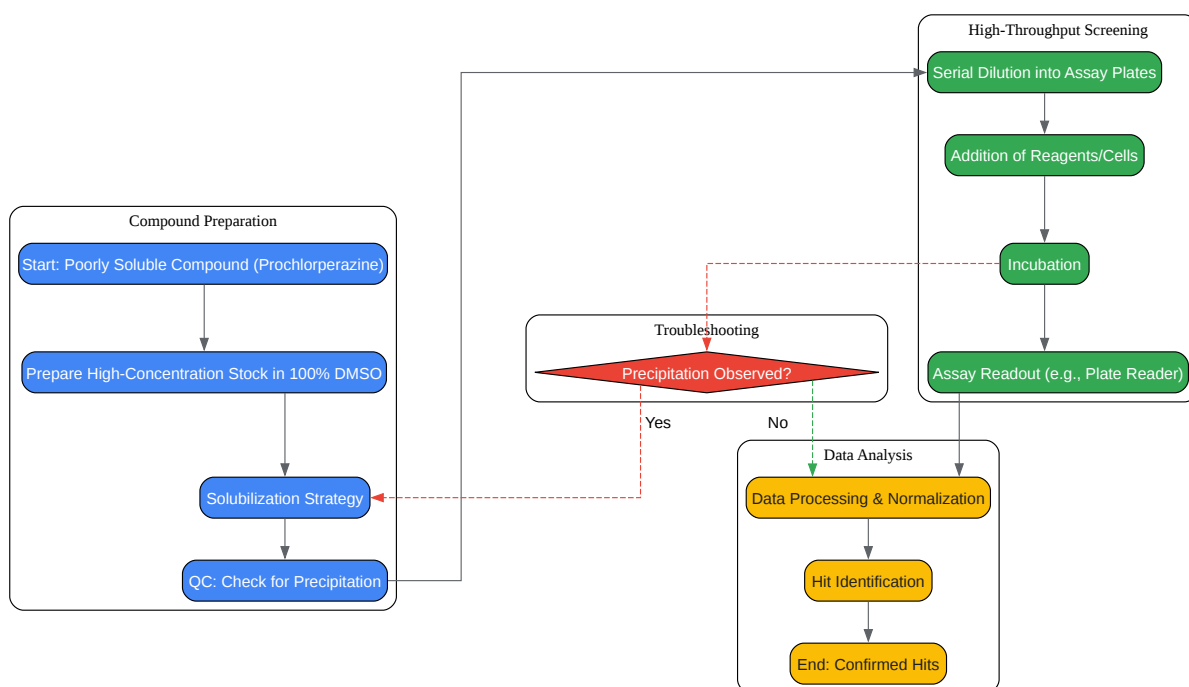 Compound Preparation
Start: Poorly Soluble Compound (Prochlorperazine)
Prepare High-Concentration Stock in 100% DMSO
Solubilization Strategy
QC: Check for Precipitation
High-Throughput Screening
Serial Dilution into Assay Plates
Addition of Reagents/Cells
Incubation
Assay Readout (e.g., Plate Reader)
Troubleshooting
Precipitation Observed?
Yes
No
Data Analysis
Data Processing & Normalization
Hit Identification
End: Confirmed Hits